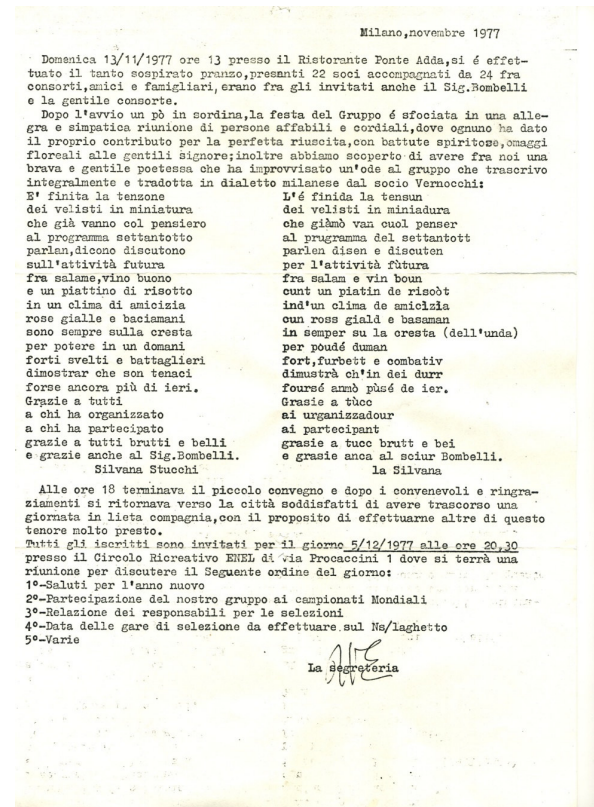 Milano,novembre 1977
Domenica 13/11/1977 ore 13 presso il Ristorante Ponte Adda,si é effet-
tuato il tanto sospirato pranzo,presanti 22 soci accompagnati da 24 fra
consorti,amici e famigliari,erano fra gli invitati anche il Sig.Bombelli
e la gentile consorte.
Dopo l'avvio un pò in sordina,la festa del Gruppo é sfociata in una alle-
gra e simpatica riunione di persone affabili e cordiali,dove ognuno ha dato
il proprio contributo per la perfetta riuscita,con battute spiritose,omaggi
floreali alle gentili signore;inoltre abbiamo scoperto di avere fra noi una
brava e gentile poetessa che ha improvvisato un'ode al gruppo che trascrivo
integralmente e tradotta in dialetto milanese dal socio Vernocchi:
E' finita la tenzone
dei velisti in miniatura
che già vanno col pensiero
al programma settantotto
parlan,dicono discutono
sull'attività futura
fra salame,vino buono
e un piattino di risotto
in un clima di amicizia
rose gialle e baciamani
sono sempre sulla cresta
per potere in un domani
forti svelti e battaglieri
dimostrar che son tenaci
forse ancora più di ieri.
Grazie a tutti
a chi ha organizzato
a chi ha partecipato
grazie a tutti brutti e belli
e grazie anche al Sig.Bombelli.
Silvana Stucchi
L'é finida la tensun
dei velisti in miniadura
che giàmò van cuol penser
al prugramma del settantott
parlen disen e discuten
per l'attività fùtura
fra salam e vin boun
cunt un piatin de risoòt
ind'un clima de amicizia
cun ross giald e basaman
in semper su la cresta (dell'unda)
per poudé duman
fort,furbett e combativ
dimustrà ch'in dei durr
foursé anmò pùsé de ier.
Grasie a tùcc
ai urganizzadour
ai partecipant
grasie a tucc brutt e bei
e grasie anca al sciur Bombelli.
la Silvana
Alle ore 18 terminava il piccolo convegno e dopo i convenevoli e ringra-
ziamenti si ritornava verso la città soddisfatti di avere trascorso una
giornata in lieta compagnia,con il proposito di effettuarne altre di questo
tenore molto presto.
Tutti gli iscritti sono invitati per il giorno 5/12/1977 alle ore 20,30
presso il Circolo Ricreativo ENEL di via Procaccini 1 dove si terrà una
riunione per discutere il Seguente ordine del giorno:
1°-Saluti per l'anno nuovo
2°-Partecipazione del nostro gruppo ai campionati Mondiali
3°-Relazione dei responsabili per le selezioni
4°-Data delle gare di selezione da effettuare sul Ns/laghetto
5°-Varie
La segreteria